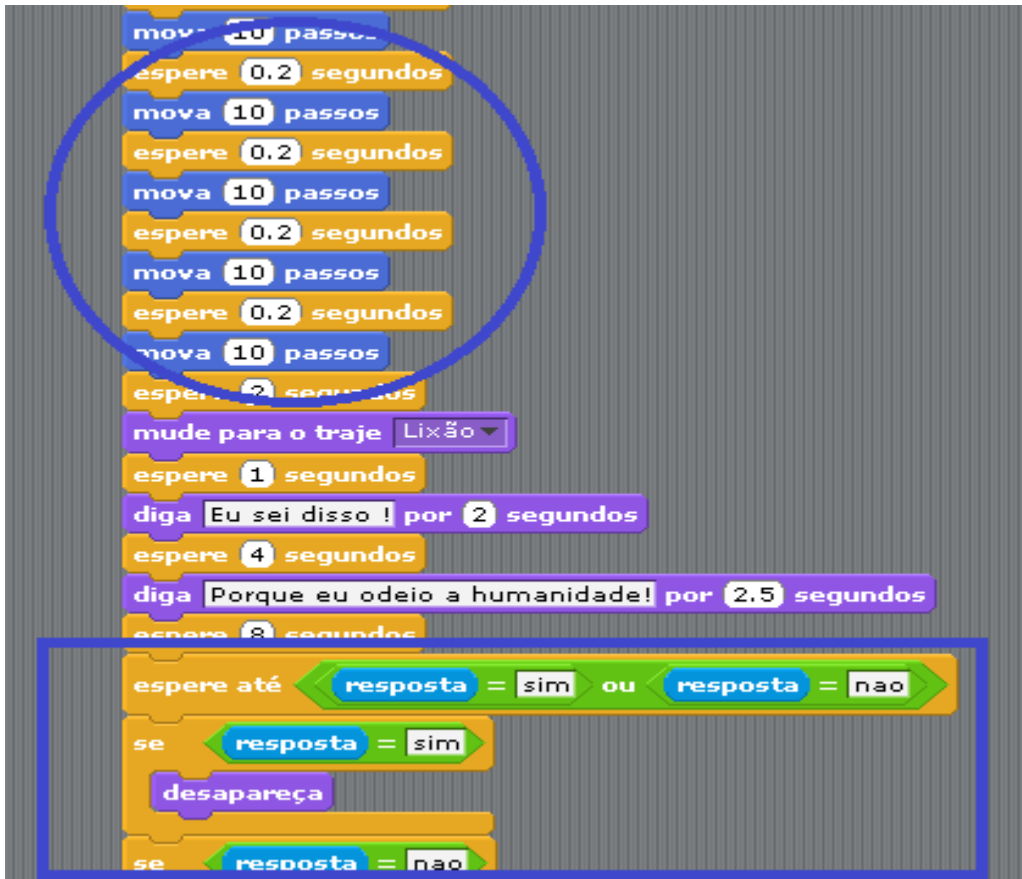 mova 10 passos
espere 0.2 segundos
mova 10 passos
espere 0.2 segundos
mova 10 passos
espere 0.2 segundos
mova 10 passos
espere 0.2 segundos
mova 10 passos
espere 2 segundos
mude para o traje Lixão
espere 1 segundos
diga Eu sei disso ! por 2 segundos
espere 4 segundos
diga Porque eu odeio a humanidade! por 2.5 segundos
espere 8 segundos
espere até resposta = sim ou resposta = nao
se resposta = sim
desapareça
se resposta = nao